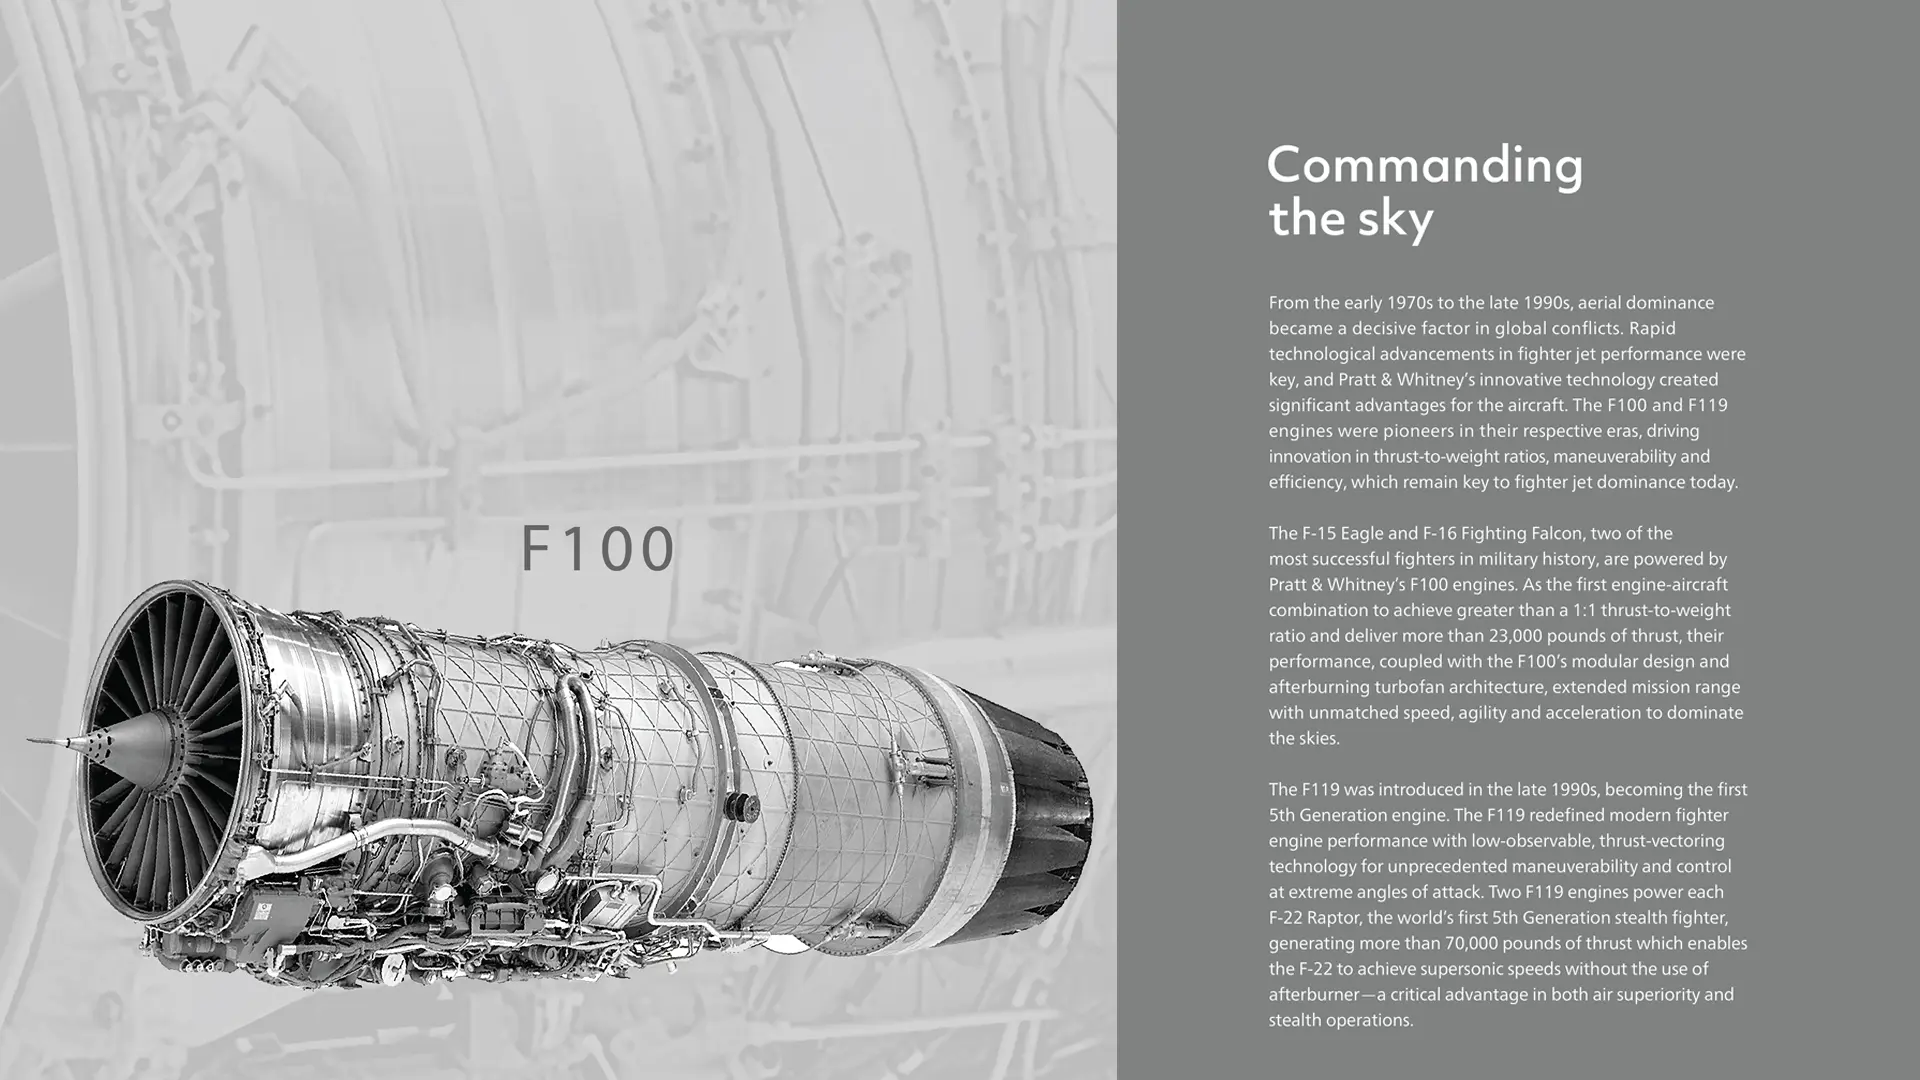 F100
Commanding
the sky
From the early 1970s to the late 1990s, aerial dominance
became a decisive factor in global conflicts. Rapid
technological advancements in fighter jet performance were
key, and Pratt & Whitney’s innovative technology created
significant advantages for the aircraft. The F100 and F119
engines were pioneers in their respective eras, driving
innovation in thrust-to-weight ratios, maneuverability and
efficiency, which remain key to fighter jet dominance today.
The F-15 Eagle and F-16 Fighting Falcon, two of the
most successful fighters in military history, are powered by
Pratt & Whitney’s F100 engines. As the first engine-aircraft
combination to achieve greater than a 1:1 thrust-to-weight
ratio and deliver more than 23,000 pounds of thrust, their
performance, coupled with the F100’s modular design and
afterburning turbofan architecture, extended mission range
with unmatched speed, agility and acceleration to dominate
the skies.
The F119 was introduced in the late 1990s, becoming the first
5th Generation engine. The F119 redefined modern fighter
engine performance with low-observable, thrust-vectoring
technology for unprecedented maneuverability and control
at extreme angles of attack. Two F119 engines power each
F-22 Raptor, the world’s first 5th Generation stealth fighter,
generating more than 70,000 pounds of thrust which enables
the F-22 to achieve supersonic speeds without the use of
afterburner—a critical advantage in both air superiority and
stealth operations.